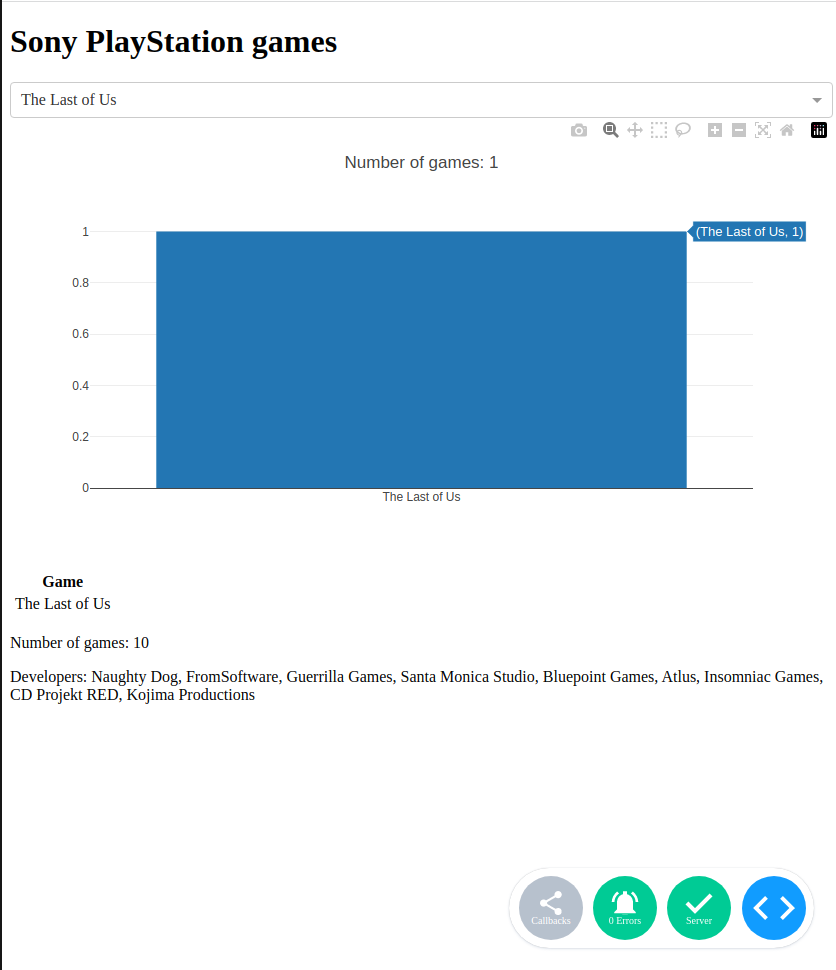 Sony PlayStation games
The Last of Us
Number of games: 1
1
(The Last of Us, 1)
0.8
0.6
0.4
0.2
0
The Last of Us
Game
The Last of Us
Number of games: 10
Developers: Naughty Dog, FromSoftware, Guerrilla Games, Santa Monica Studio, Bluepoint Games, Atlus, Insomniac Games,
CD Projekt RED, Kojima Productions
Callbacks
0 Errors
Server